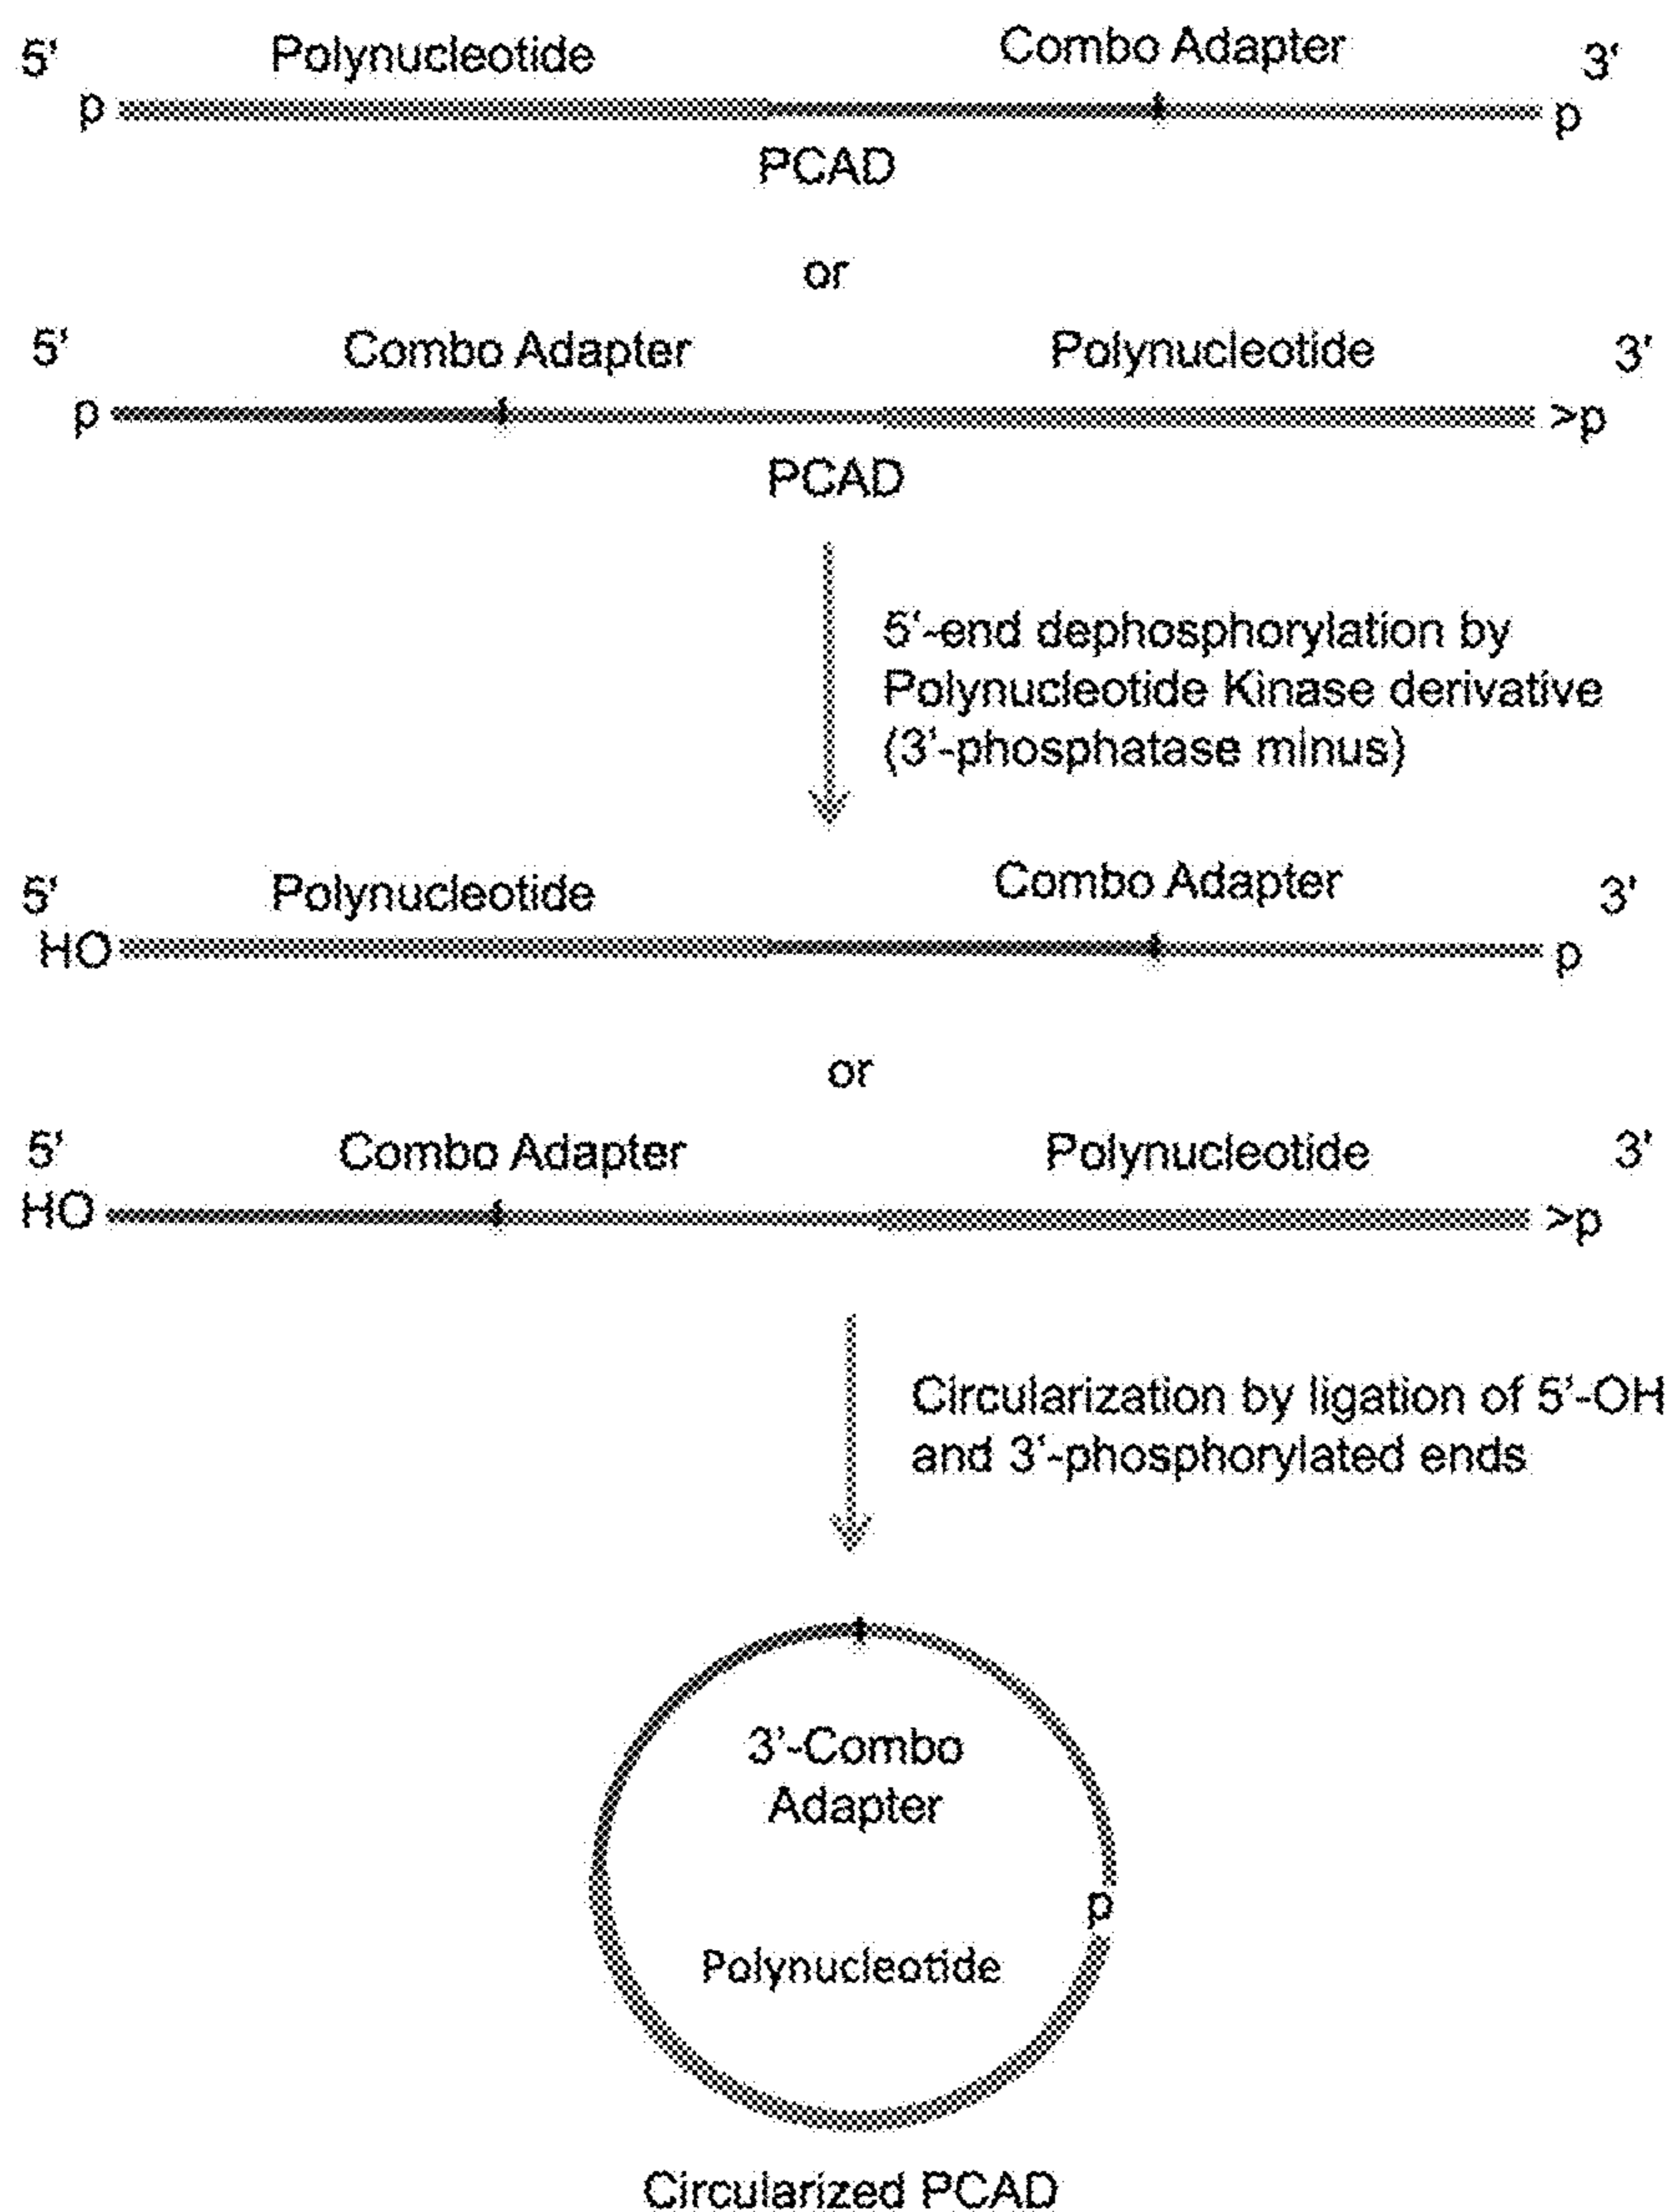 5' Polynucleotide Combo Adapter 3'
p p
PCAD
or
5' Combo Adapter Polynucleotide 3'
p >p
PCAD
5'-end dephosphorylation by
Polynucleotide Kinase derivative
(3'-phosphatase minus)
5' Polynucleotide Combo Adapter 3'
HO p
or
5' Combo Adapter Polynucleotide 3'
HO >p
Circularization by ligation of 5'-OH
and 3'-phosphorylated ends
3'-Combo
Adapter
p
Polynucleotide
Circularized PCAD